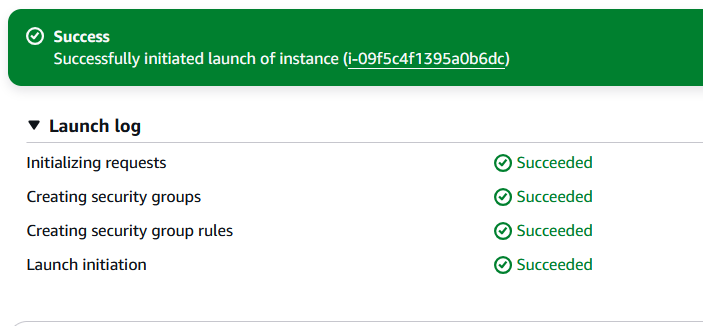 Success
Successfully initiated launch of instance (i-09f5c4f1395a0b6dc)
Launch log
Initializing requests
Succeeded
Creating security groups
Succeeded
Creating security group rules
Succeeded
Launch initiation
Succeeded